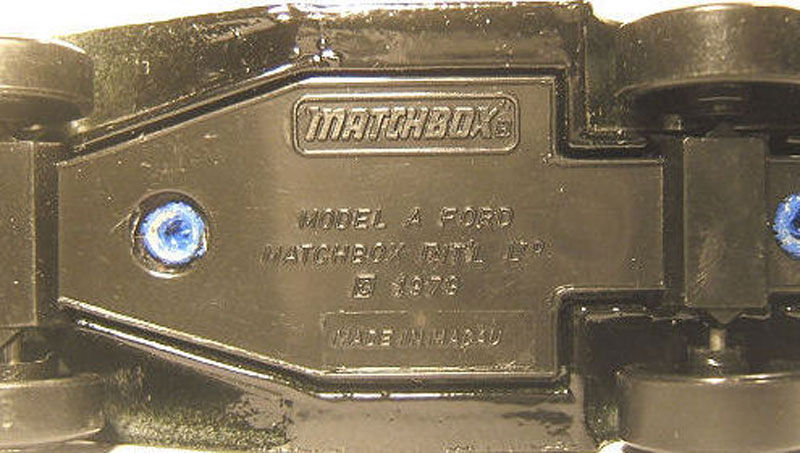 MATCHBOX®
MODEL A FORD
MATCHBOX INT'L LTD.
© 1979
MADE IN MACAU